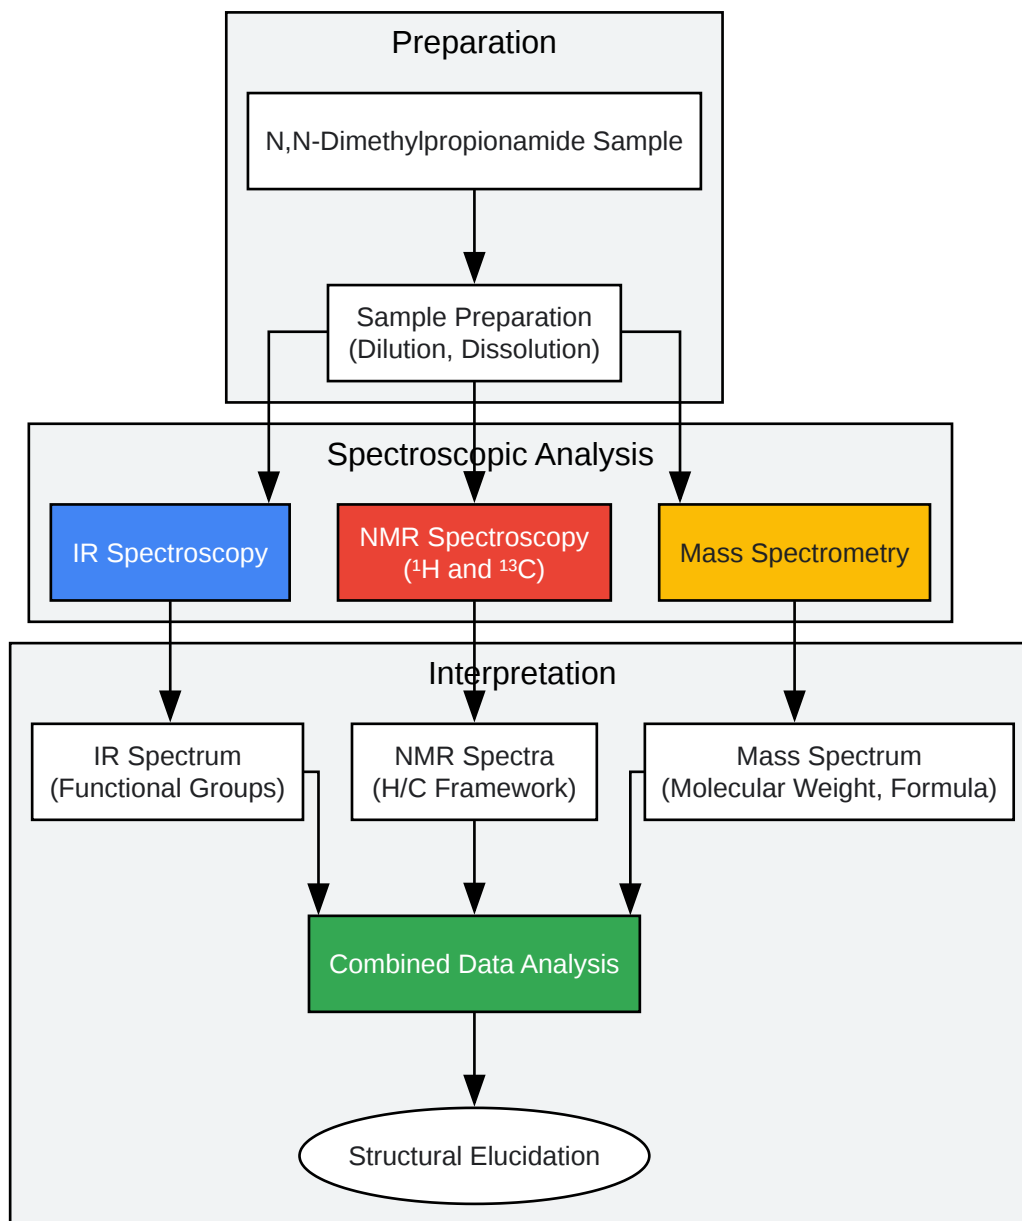 Preparation
N,N-Dimethylpropionamide Sample
Sample Preparation
(Dilution, Dissolution)
Spectroscopic Analysis
IR Spectroscopy
NMR Spectroscopy
(¹H and ¹³C)
Mass Spectrometry
Interpretation
IR Spectrum
(Functional Groups)
NMR Spectra
(H/C Framework)
Mass Spectrum
(Molecular Weight, Formula)
Combined Data Analysis
Structural Elucidation